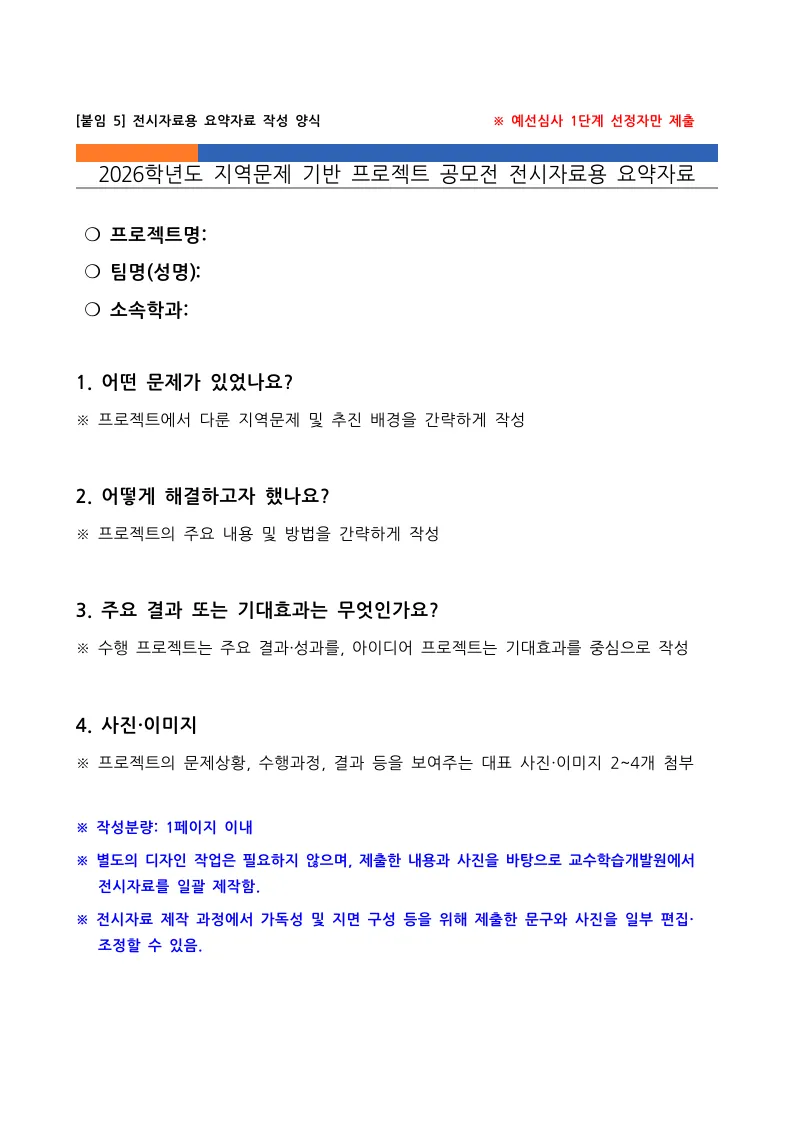 [붙임 5] 전시자료용 요약자료 작성 양식 ※ 예선심사 1단계 선정자만 제출
2026학년도 지역문제 기반 프로젝트 공모전 전시자료용 요약자료
❍ 프로젝트명:
❍ 팀명(성명):
❍ 소속학과:
1. 어떤 문제가 있었나요?
※ 프로젝트에서 다룬 지역문제 및 추진 배경을 간략하게 작성
2. 어떻게 해결하고자 했나요?
※ 프로젝트의 주요 내용 및 방법을 간략하게 작성
3. 주요 결과 또는 기대효과는 무엇인가요?
※ 수행 프로젝트는 주요 결과·성과를, 아이디어 프로젝트는 기대효과를 중심으로 작성
4. 사진·이미지
※ 프로젝트의 문제상황, 수행과정, 결과 등을 보여주는 대표 사진·이미지 2~4개 첨부
※ 작성분량: 1페이지 이내
※ 별도의 디자인 작업은 필요하지 않으며, 제출한 내용과 사진을 바탕으로 교수학습개발원에서
전시자료를 일괄 제작함.
※ 전시자료 제작 과정에서 가독성 및 지면 구성 등을 위해 제출한 문구와 사진을 일부 편집·
조정할 수 있음.